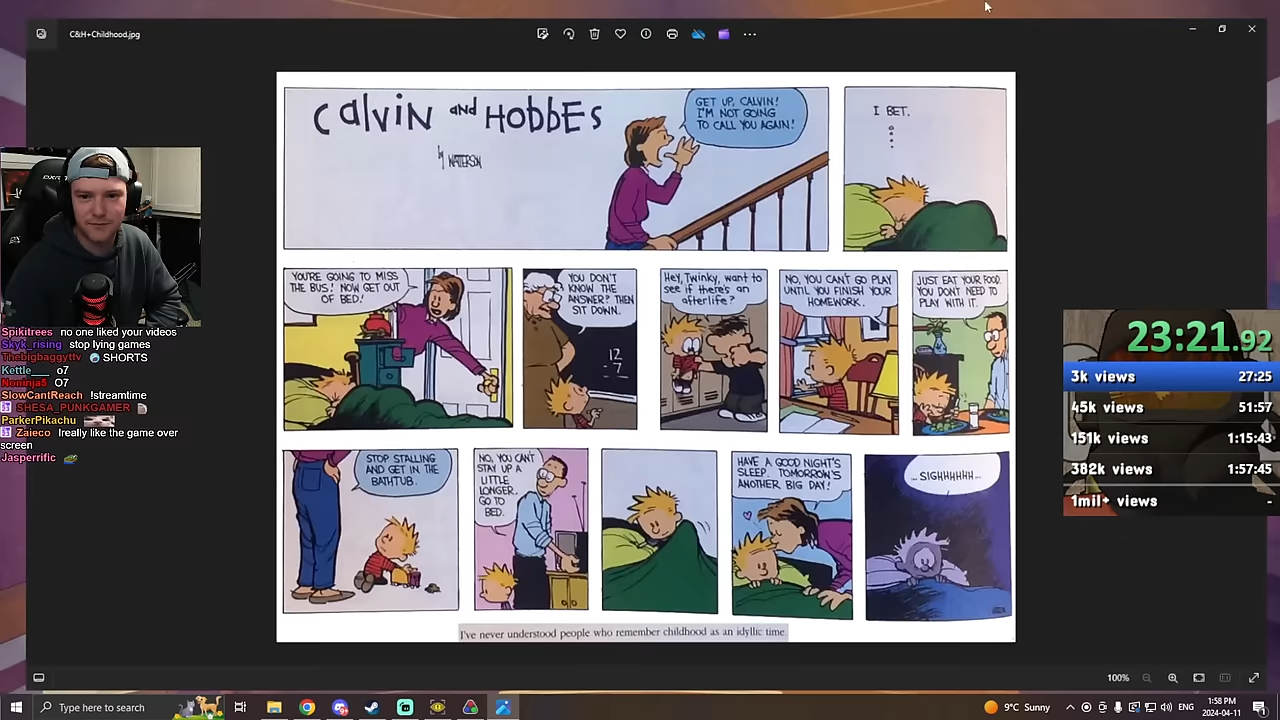 C&H+Childhood.jpg
Calvin and Hobbes
by WATTERSON
GET UP, CALVIN!
I'M NOT GOING
TO CALL YOU AGAIN!
I BET.
YOU'RE GOING TO MISS
THE BUS! NOW GET OUT
OF BED!
YOU DON'T
KNOW THE
ANSWER? THEN
SIT DOWN.
12
- 7
Hey, Twinky, want to
see if there's an
afterlife?
NO, YOU CAN'T GO PLAY
UNTIL YOU FINISH YOUR
HOMEWORK.
JUST EAT YOUR FOOD.
YOU DON'T NEED TO
PLAY WITH IT.
STOP STALLING
AND GET IN THE
BATHTUB.
NO, YOU CAN'T
STAY UP A
LITTLE
LONGER.
GO TO
BED.
HAVE A GOOD NIGHT'S
SLEEP. TOMORROW'S
ANOTHER BIG DAY!
...SIGHHHHHH...
I've never understood people who remember childhood as an idyllic time
Spikitrees no one liked your videos
Skyk_rising stop lying games
Thebigbaggyttv SHORTS
Kettle___ o7
Noninja5 O7
SlowCantReach !streamtime
SHESA_PUNKGAMER
ParkerPikachu
Zaieco Ireally like the game over
screen
Jasperrific
23:21.92
3k views 27:25
45k views 51:57
151k views 1:15:43
382k views 1:57:45
1mil+ views -
100%
Type here to search
9°C Sunny
ENG
1:58 PM
2024-04-11